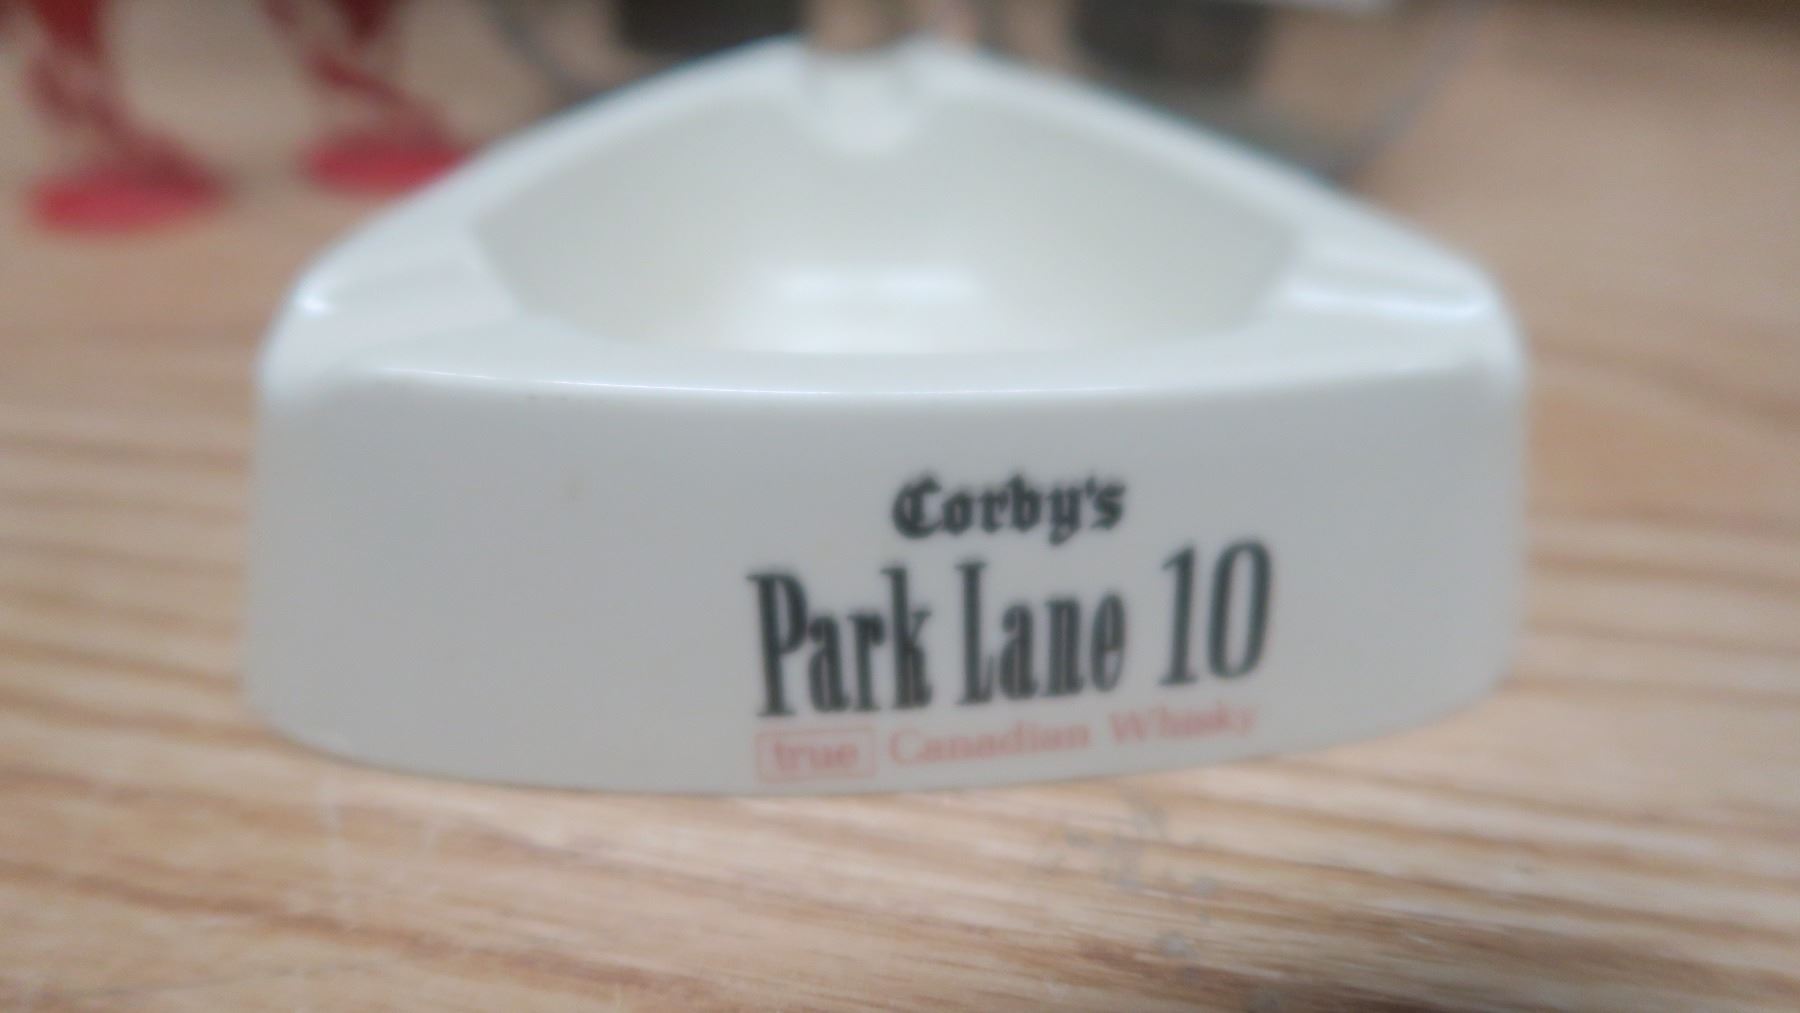 Corby's
Park Lane 10
true Canadian Whisky